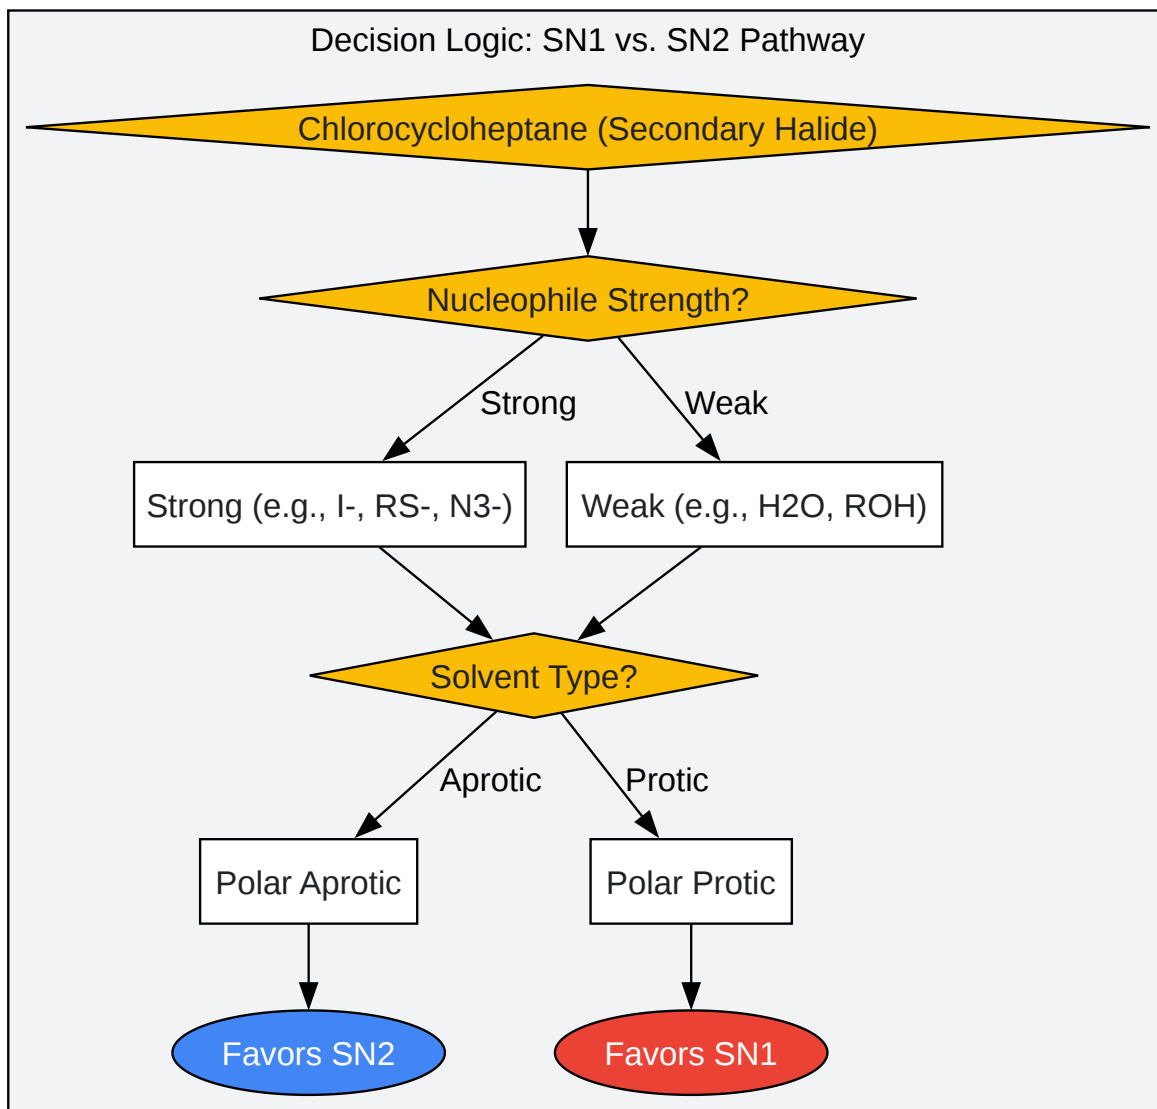 Decision Logic: SN1 vs. SN2 Pathway
Chlorocycloheptane (Secondary Halide)
Nucleophile Strength?
Strong
Weak
Strong (e.g., I-, RS-, N3-)
Weak (e.g., H2O, ROH)
Solvent Type?
Aprotic
Protic
Polar Aprotic
Polar Protic
Favors SN2
Favors SN1